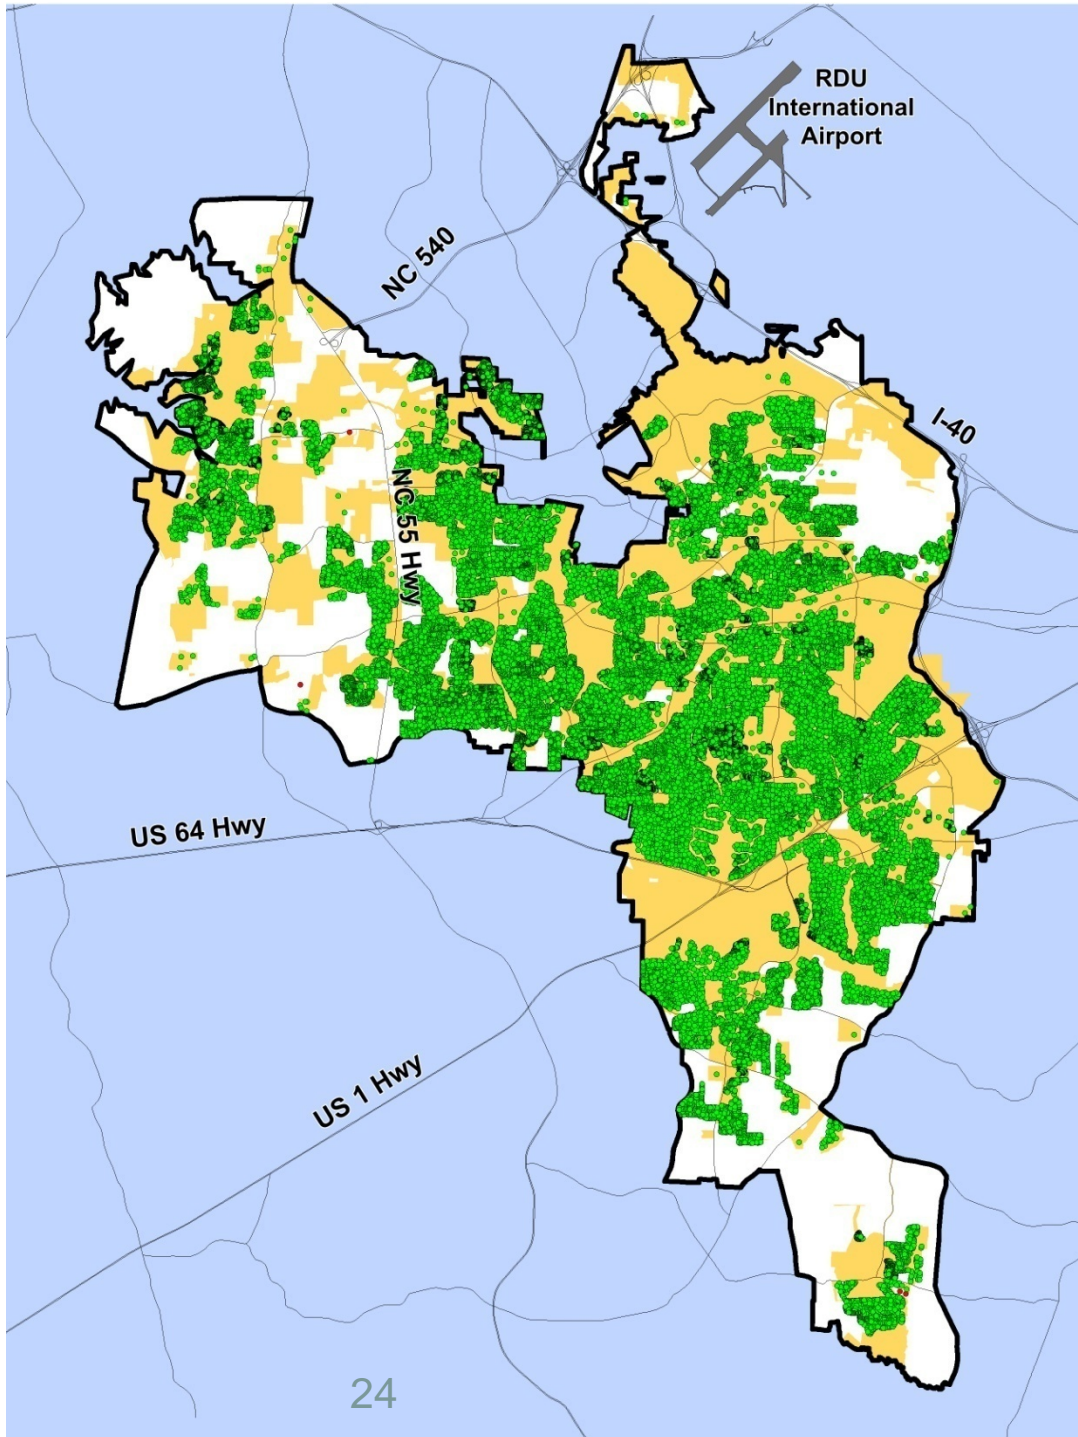 RDU
International
Airport
NC 540
I-40
NC 55 Hwy
US 64 Hwy
US 1 Hwy
24